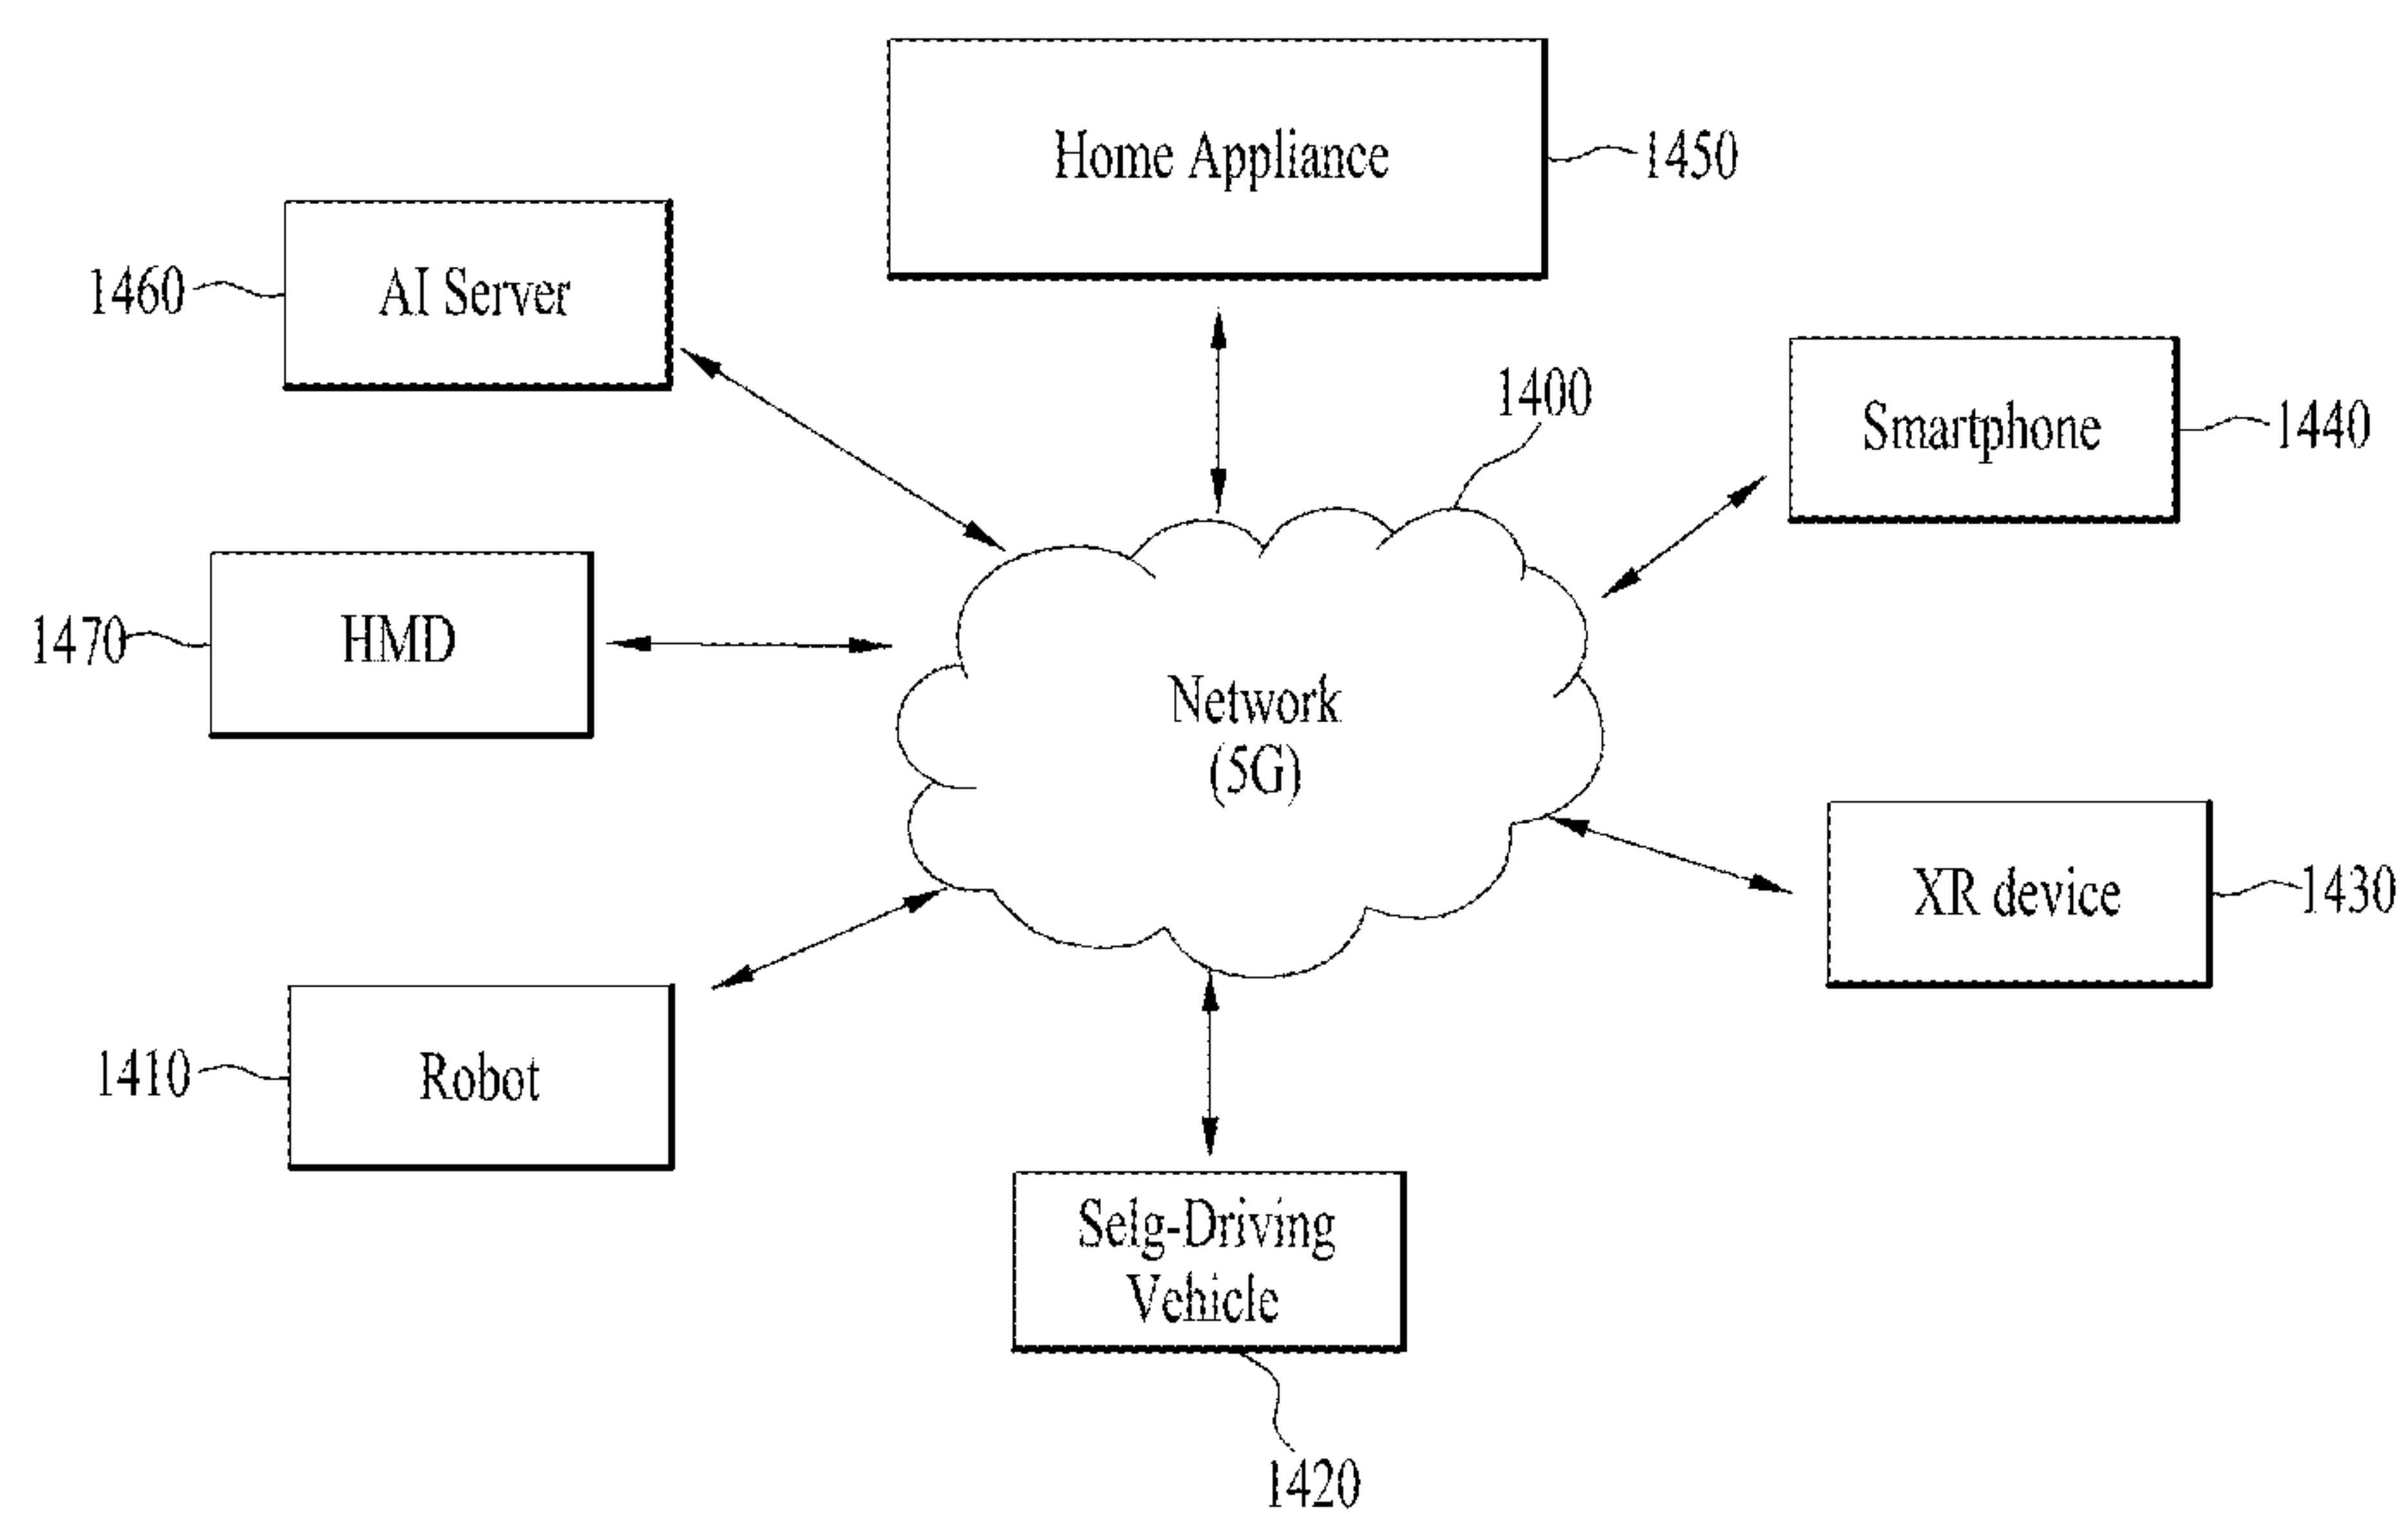 Home Appliance
1450
1460
AI Server
1400
Smartphone
1440
1470
HMD
Network
(5G)
XR device
1430
1410
Robot
Selg-Driving
Vehicle
1420